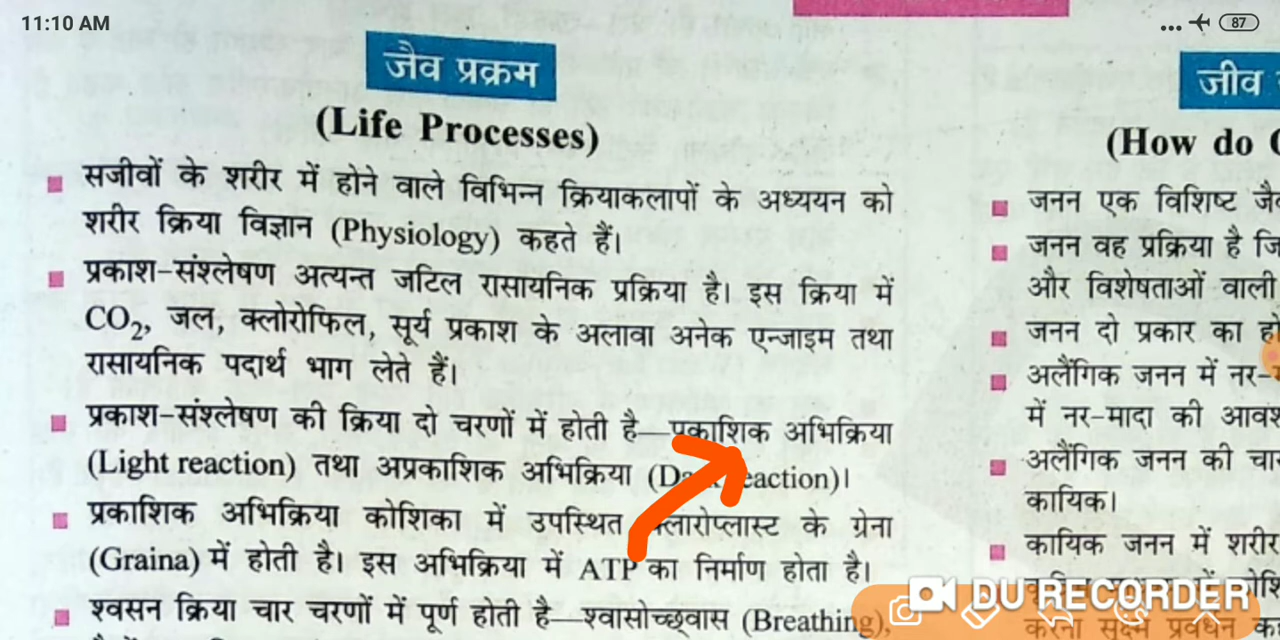 11:10 AM
87
जैव प्रक्रम
(Life Processes)
सजीवों के शरीर में होने वाले विभिन्न क्रियाकलापों के अध्ययन को
शरीर क्रिया विज्ञान (Physiology) कहते हैं।
प्रकाश-संश्लेषण अत्यन्त जटिल रासायनिक प्रक्रिया है। इस क्रिया में
CO₂, जल, क्लोरोफिल, सूर्य प्रकाश के अलावा अनेक एन्जाइम तथा
रासायनिक पदार्थ भाग लेते हैं।
प्रकाश-संश्लेषण की क्रिया दो चरणों में होती है—प्रकाशिक अभिक्रिया
(Light reaction) तथा अप्रकाशिक अभिक्रिया
प्रकाशिक अभिक्रिया कोशिका में उपस्थित क्लारोप्लास्ट के ग्रेना
(Graina) में होती है। इस अभिक्रिया में ATP का निर्माण होता है।
श्वसन क्रिया चार चरणों में पूर्ण होती है—श्वासोच्छ्वास (Breathing),
जीव
(How do
जनन एक विशिष्ट
जनन वह प्रक्रिया है
और विशेषताओं वाली
जनन दो प्रकार का
अलैंगिक जनन में नर-
में नर-मादा की
अलैंगिक जनन की
कायिक।
कायिक जनन में शरीर
DU RECORDER